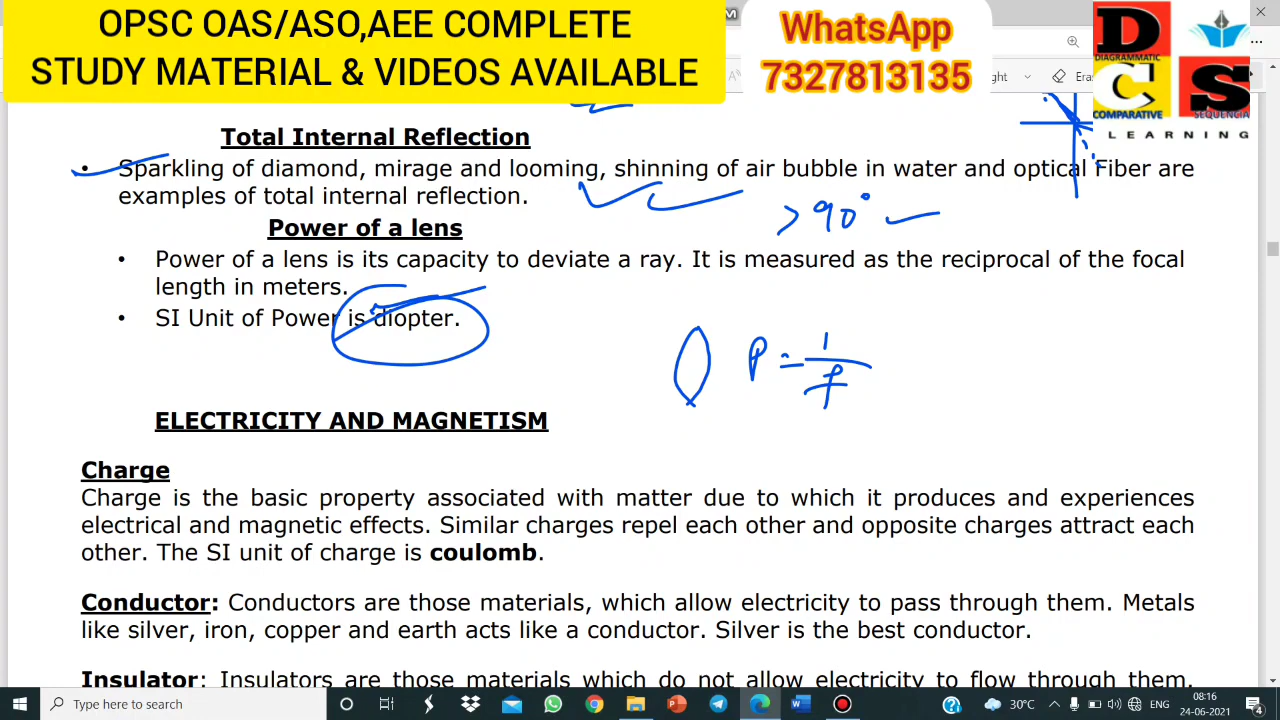 OPSC OAS/ASO,AEE COMPLETE
STUDY MATERIAL & VIDEOS AVAILABLE
WhatsApp
7327813135
D
DIAGRAMMATIC
C
S
COMPARATIVE
SEQUENCIA
LEARNING
ght
Era
Total Internal Reflection
• Sparkling of diamond, mirage and looming, shinning of air bubble in water and optical Fiber are
examples of total internal reflection.
> 90°
Power of a lens
• Power of a lens is its capacity to deviate a ray. It is measured as the reciprocal of the focal
length in meters.
• SI Unit of Power is diopter.
P = 1/f
ELECTRICITY AND MAGNETISM
Charge
Charge is the basic property associated with matter due to which it produces and experiences
electrical and magnetic effects. Similar charges repel each other and opposite charges attract each
other. The SI unit of charge is coulomb.
Conductor: Conductors are those materials, which allow electricity to pass through them. Metals
like silver, iron, copper and earth acts like a conductor. Silver is the best conductor.
Insulator: Insulators are those materials which do not allow electricity to flow through them.
Type here to search
30°C
ENG
08:16
24-06-2021
4